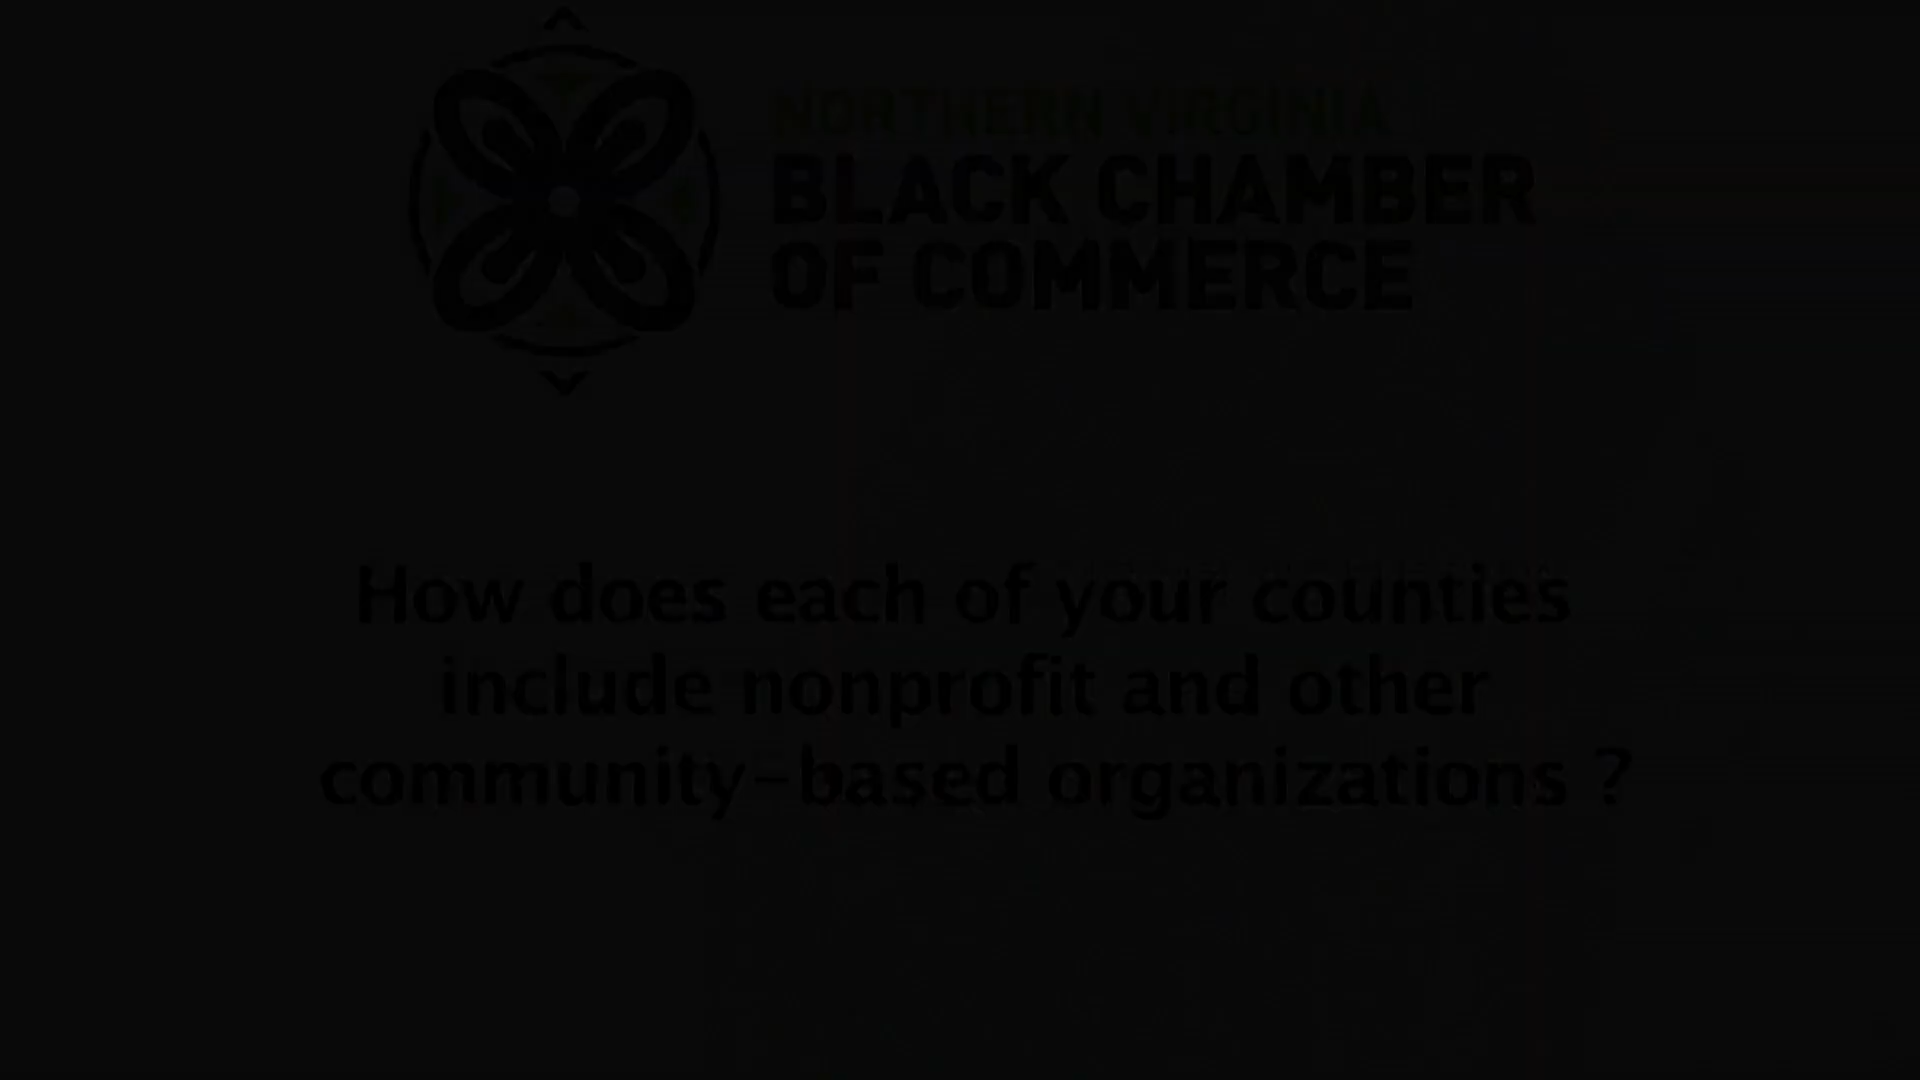 NORTHERN VIRGINIA
BLACK CHAMBER
OF COMMERCE
How does each of your counties
include nonprofit and other
community-based organizations ?